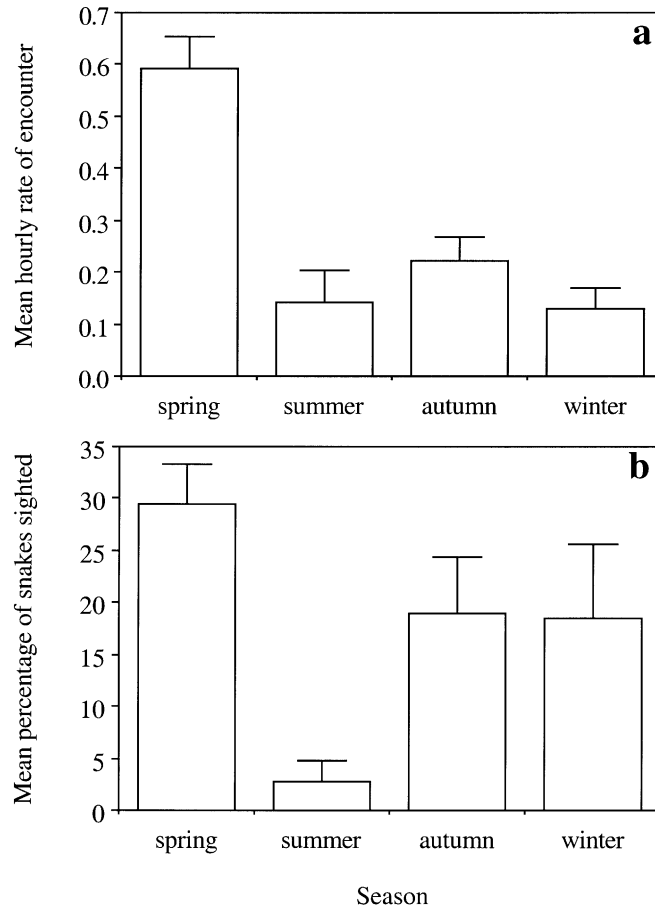 a
Mean hourly rate of encounter
0.7
0.6
0.5
0.4
0.3
0.2
0.1
0.0
spring summer autumn winter
b
Mean percentage of snakes sighted
35
30
25
20
15
10
5
0
spring summer autumn winter
Season